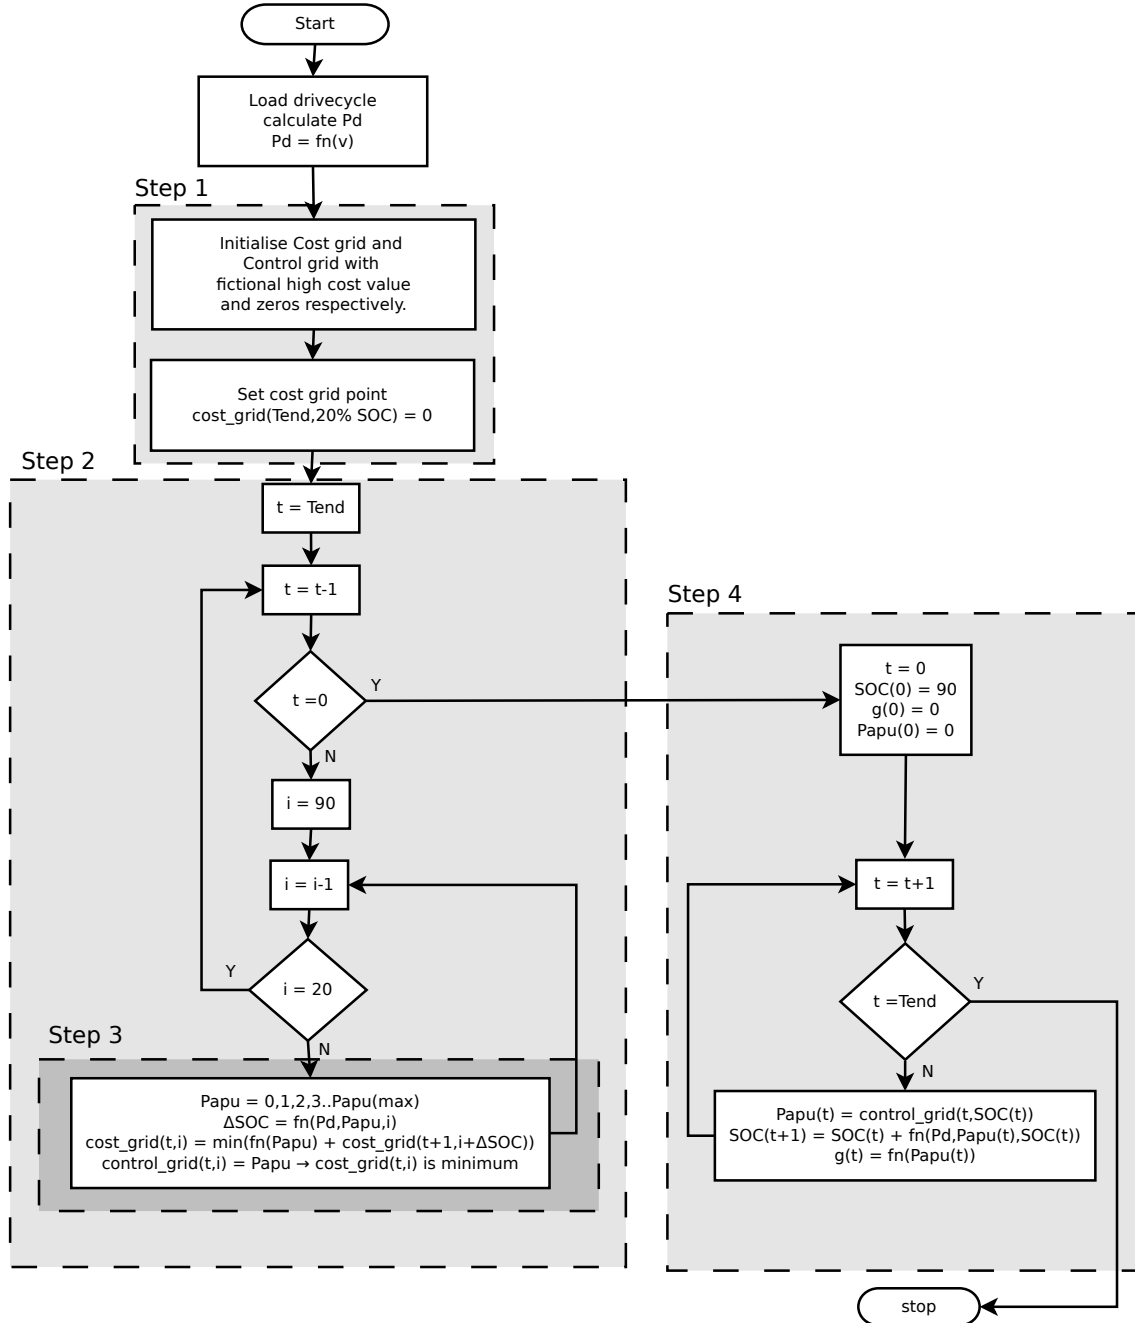 Start
Load drivecycle
calculate Pd
Pd = fn(v)
Step 1
Initialise Cost grid and
Control grid with
fictional high cost value
and zeros respectively.
Set cost grid point
cost_grid(Tend,20% SOC) = 0
Step 2
t = Tend
t = t-1
t =0
Y
N
i = 90
i = i-1
i = 20
Y
N
Step 3
Papu = 0,1,2,3..Papu(max)
ΔSOC = fn(Pd,Papu,i)
cost_grid(t,i) = min(fn(Papu) + cost_grid(t+1,i+ΔSOC))
control_grid(t,i) = Papu → cost_grid(t,i) is minimum
Step 4
t = 0
SOC(0) = 90
g(0) = 0
Papu(0) = 0
t = t+1
t =Tend
Y
N
Papu(t) = control_grid(t,SOC(t))
SOC(t+1) = SOC(t) + fn(Pd,Papu(t),SOC(t))
g(t) = fn(Papu(t))
stop